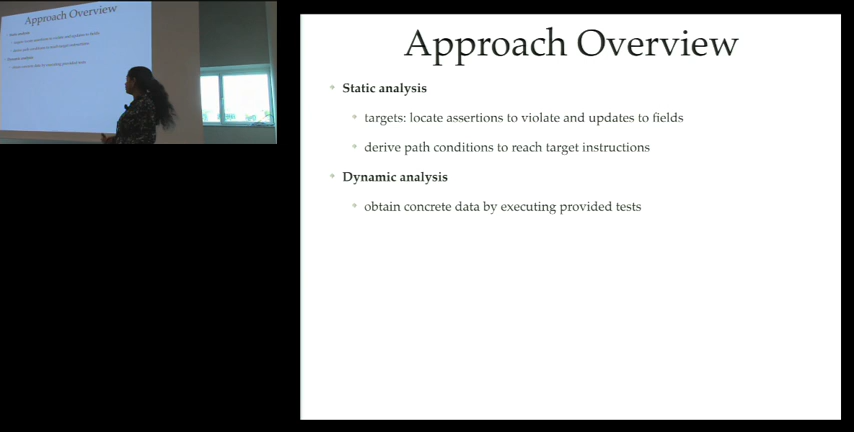 Approach Overview
Static analysis
targets: locate assertions to violate and updates to fields
derive path conditions to reach target instructions
Dynamic analysis
obtain concrete data by executing provided tests